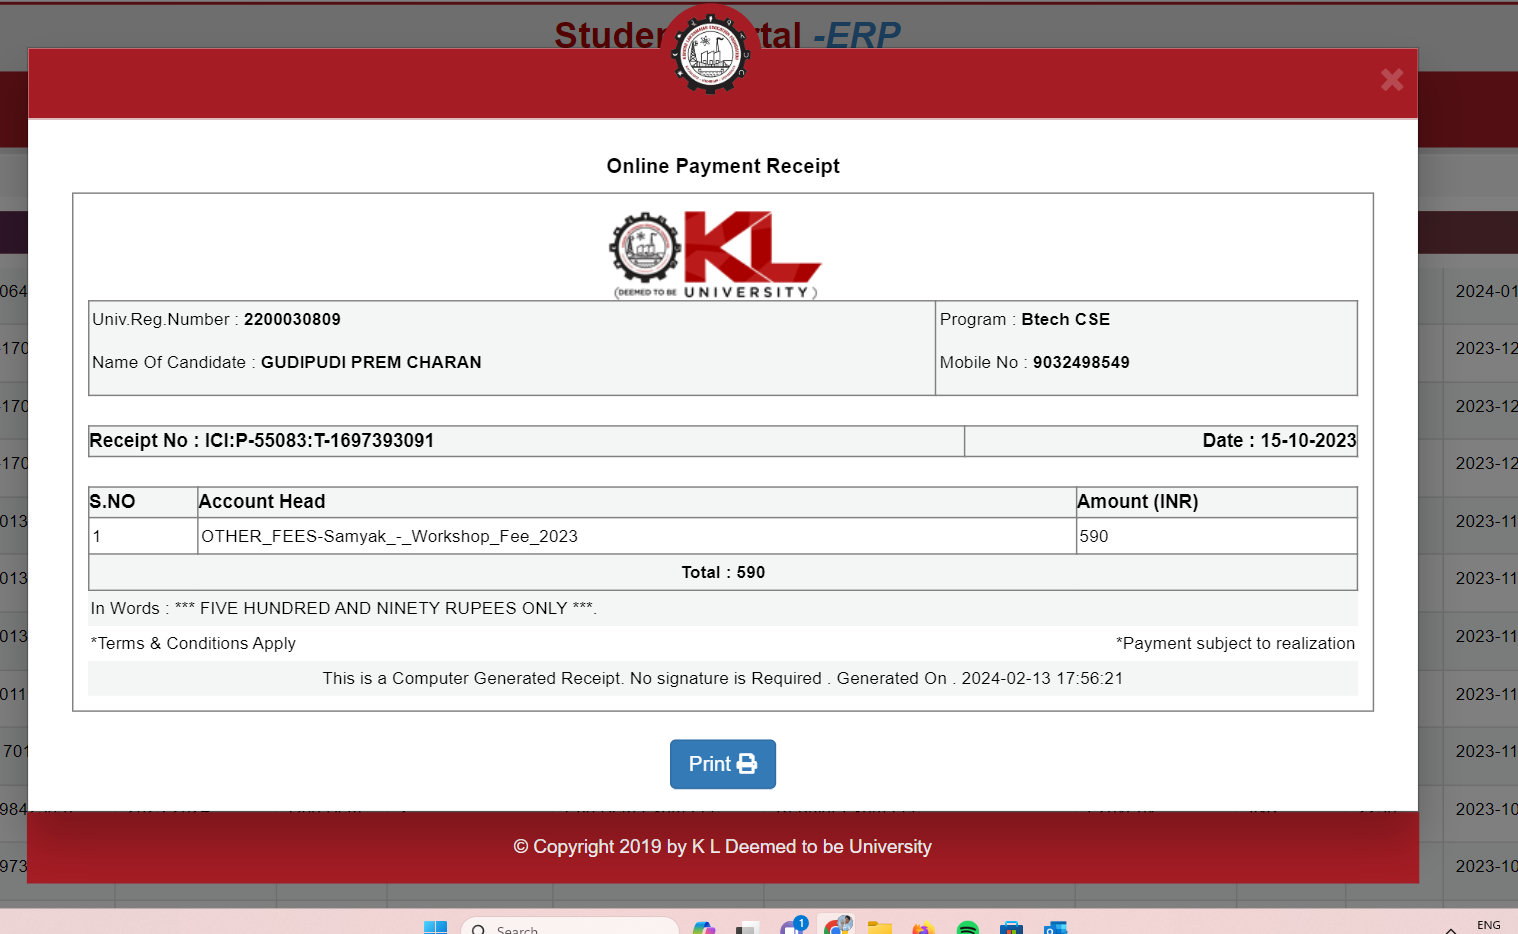 Studen
tal -ERP
Online Payment Receipt
KL
(DEEMED TO BE UNIVERSITY)
Univ.Reg.Number : 2200030809
Program : Btech CSE
Name Of Candidate : GUDIPUDI PREM CHARAN
Mobile No : 9032498549
Receipt No : ICI:P-55083:T-1697393091
Date : 15-10-2023
S.NO Account Head Amount (INR)
1 OTHER_FEES-Samyak_-_Workshop_Fee_2023 590
Total : 590
In Words : *** FIVE HUNDRED AND NINETY RUPEES ONLY ***.
*Terms & Conditions Apply
*Payment subject to realization
This is a Computer Generated Receipt. No signature is Required . Generated On . 2024-02-13 17:56:21
Print
064
2024-01
-170
2023-12
-170
2023-12
-170
2023-12
013
2023-11
013
2023-11
013
2023-11
011
2023-11
701
2023-11
984
2023-10
973
2023-10
© Copyright 2019 by K L Deemed to be University
Search
1
ENG